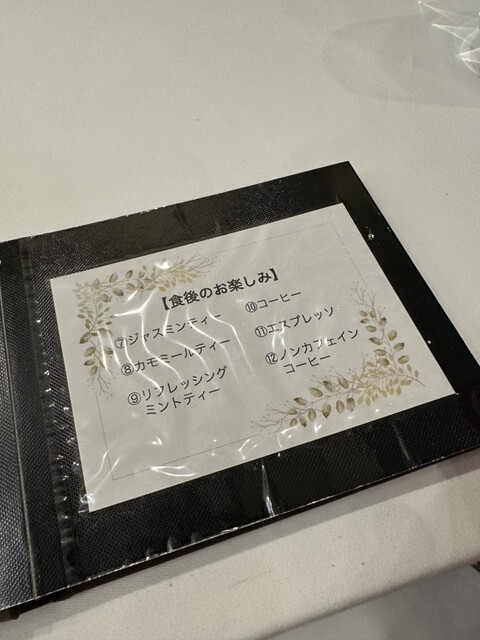 【食後のお楽しみ】
⑦ジャスミンティー
⑧カモミールティー
⑨リフレッシング
ミントティー
⑩コーヒー
⑪エスプレッソ
⑫ノンカフェイン
コーヒー